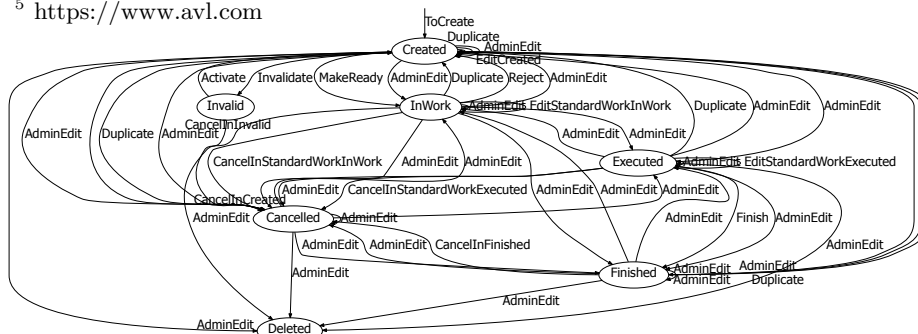 5 https://www.avl.com
ToCreate
Duplicate
Created AdminEdit
EditCreated
Activate Invalidate MakeReady AdminEdit Duplicate Reject AdminEdit
Invalid InWork AdminEdit EditStandardWorkInWork Duplicate AdminEdit AdminEdit
CancelInInvalid
AdminEdit Duplicate AdminEdit AdminEdit AdminEdit
CancelInStandardWorkInWork AdminEdit AdminEdit Executed AdminEdit EditStandardWorkExecuted
AdminEdit CancelInStandardWorkExecuted AdminEdit AdminEdit AdminEdit
CancelInCreated
AdminEdit Cancelled AdminEdit AdminEdit Finish AdminEdit
AdminEdit AdminEdit CancelInFinished
AdminEdit Finished AdminEdit AdminEdit
AdminEdit Duplicate
AdminEdit
AdminEdit Deleted